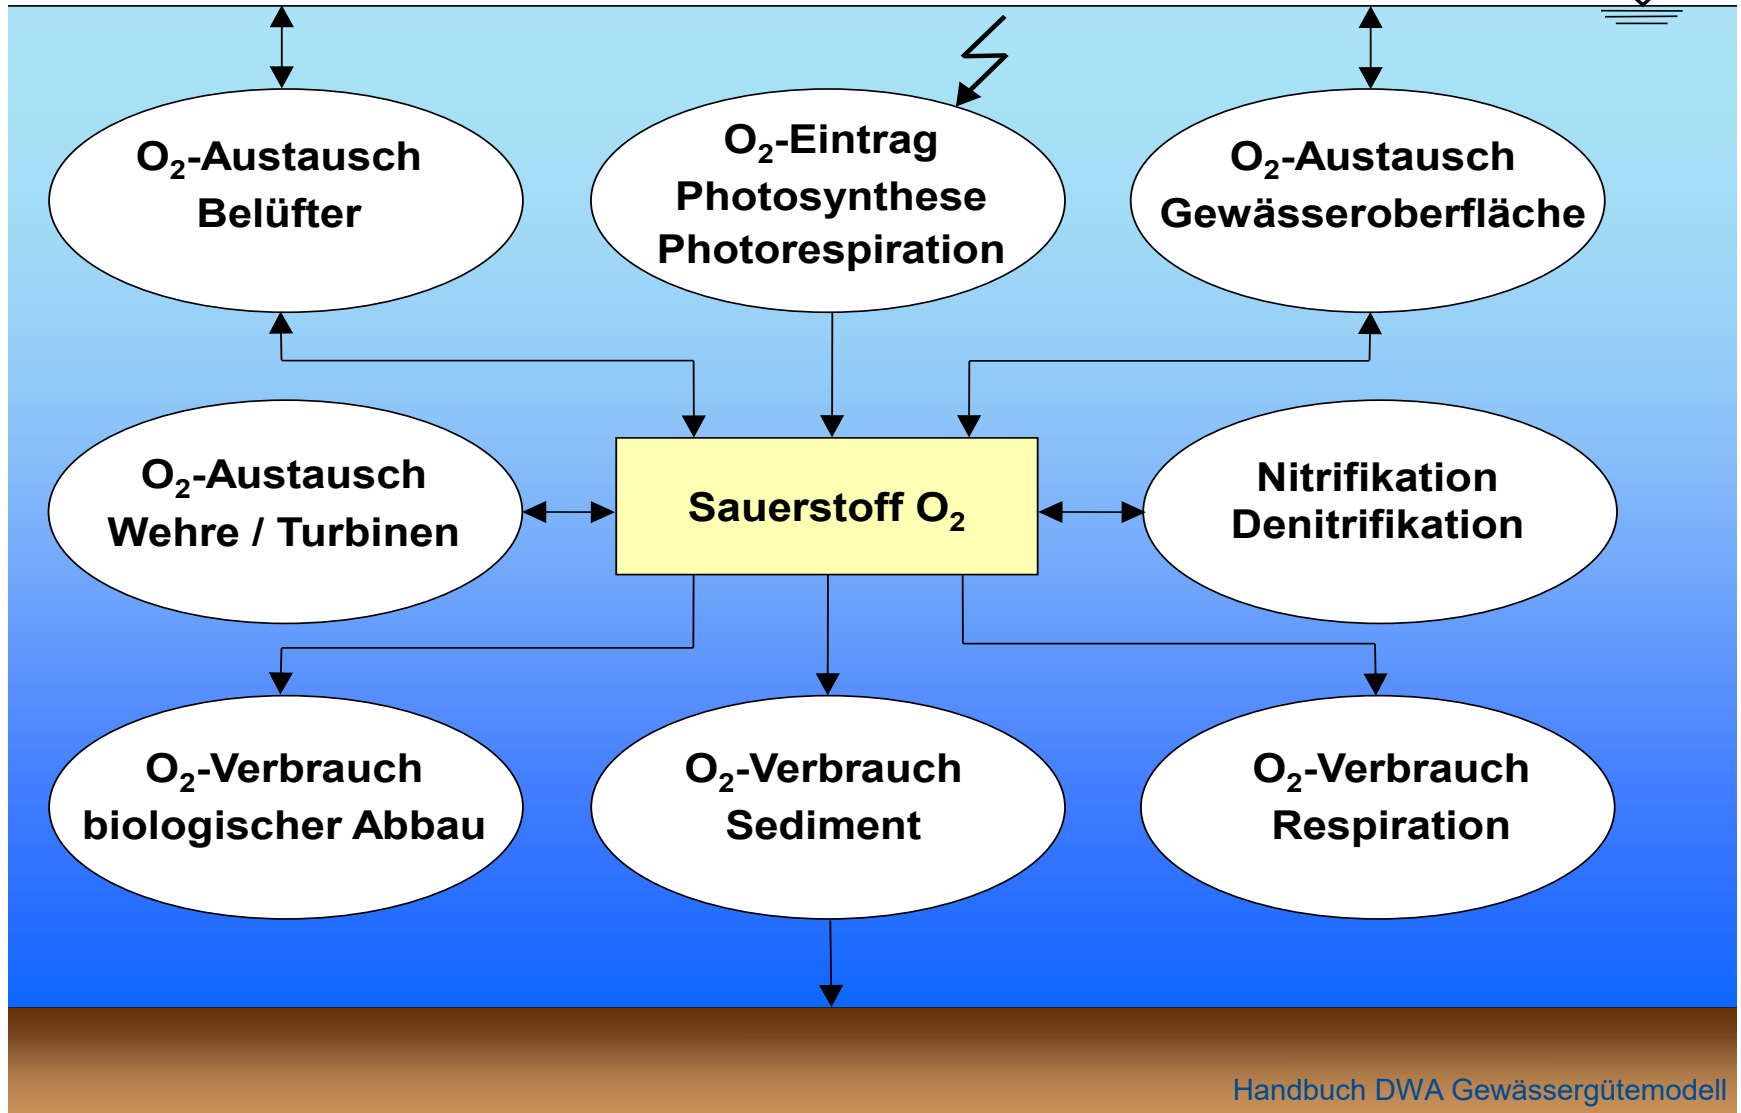 O₂-Austausch
Belüfter
O₂-Eintrag
Photosynthese
Photorespiration
O₂-Austausch
Gewässeroberfläche
O₂-Austausch
Wehre / Turbinen
Sauerstoff O₂
Nitrifikation
Denitrifikation
O₂-Verbrauch
biologischer Abbau
O₂-Verbrauch
Sediment
O₂-Verbrauch
Respiration
Handbuch DWA Gewässergütemodell